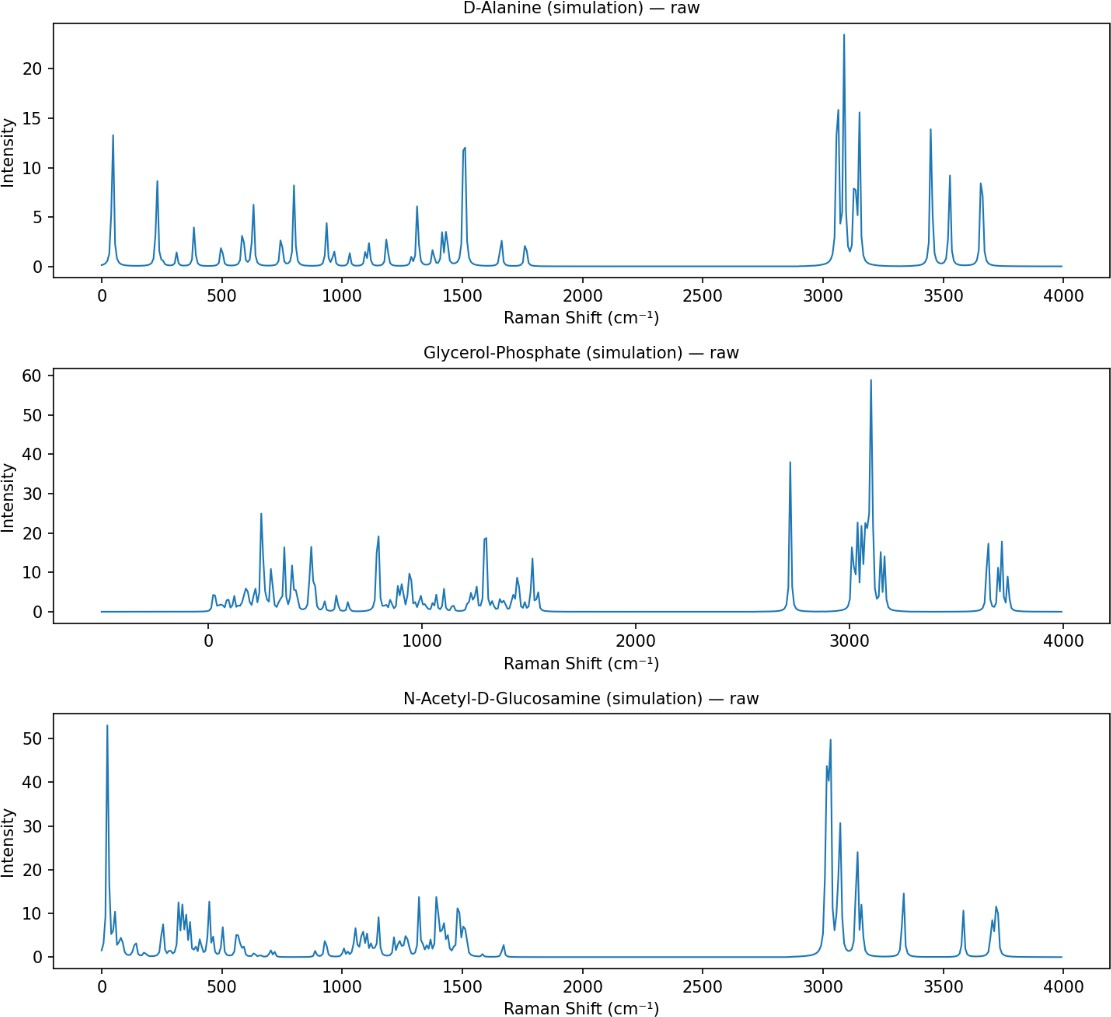 D-Alanine (simulation) — raw
Intensity
20
15
10
5
0
0 500 1000 1500 2000 2500 3000 3500 4000
Raman Shift (cm⁻¹)
Glycerol-Phosphate (simulation) — raw
Intensity
60
50
40
30
20
10
0
0 1000 2000 3000 4000
Raman Shift (cm⁻¹)
N-Acetyl-D-Glucosamine (simulation) — raw
Intensity
50
40
30
20
10
0
0 500 1000 1500 2000 2500 3000 3500 4000
Raman Shift (cm⁻¹)